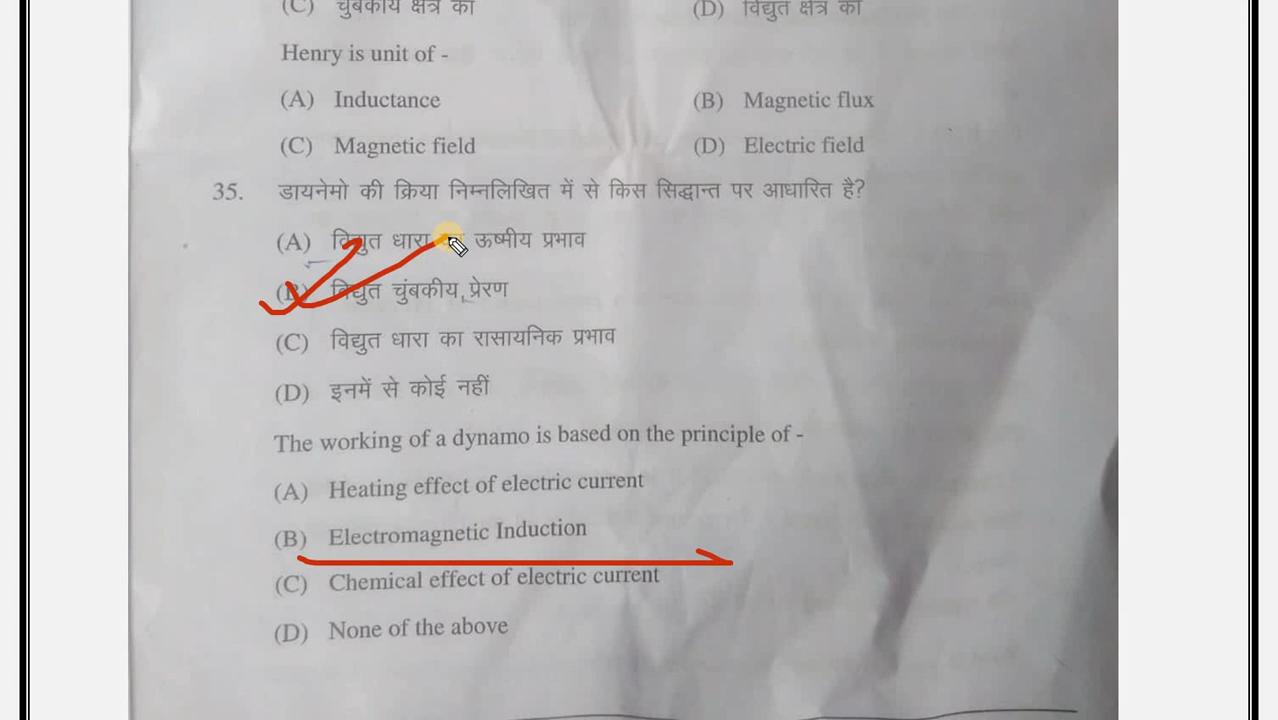 (C) चुंबकीय क्षेत्र का (D) विद्युत क्षेत्र का
Henry is unit of -
(A) Inductance (B) Magnetic flux
(C) Magnetic field (D) Electric field
35. डायनेमो की क्रिया निम्नलिखित में से किस सिद्धान्त पर आधारित है?
(A) विद्युत धारा का ऊष्मीय प्रभाव
(B) विद्युत चुंबकीय प्रेरण
(C) विद्युत धारा का रासायनिक प्रभाव
(D) इनमें से कोई नहीं
The working of a dynamo is based on the principle of -
(A) Heating effect of electric current
(B) Electromagnetic Induction
(C) Chemical effect of electric current
(D) None of the above